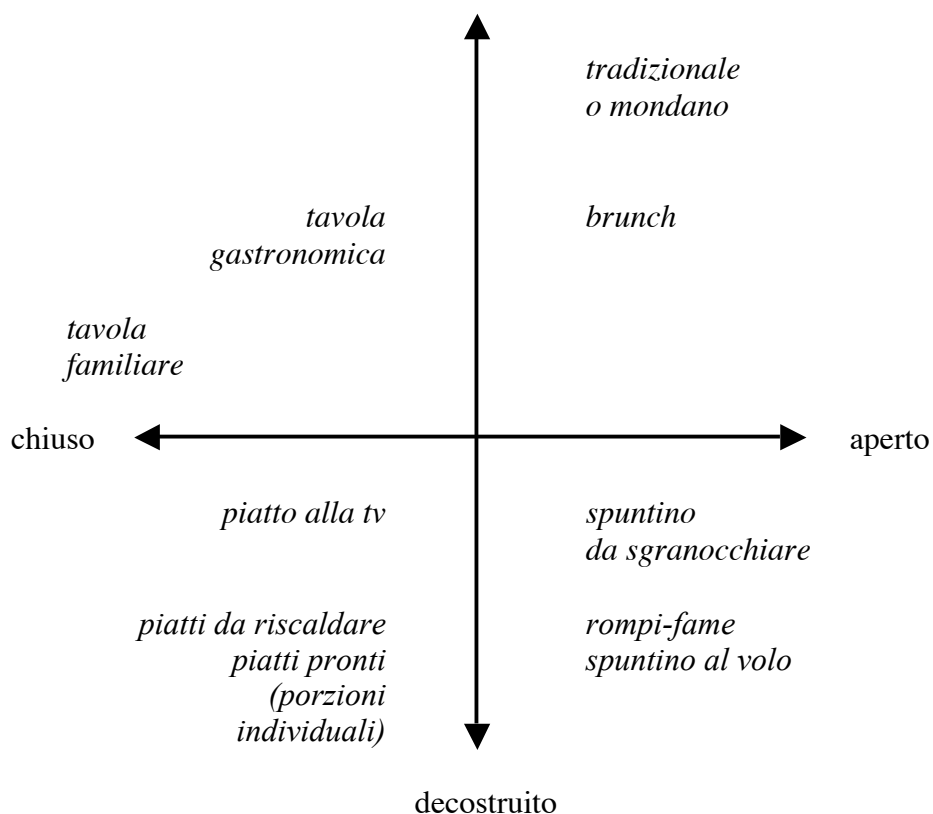 tradizionale
o mondano
tavola
gastronomica
brunch
tavola
familiare
chiuso
aperto
piatto alla tv
spuntino
da sgranocchiare
piatti da riscaldare
piatti pronti
(porzioni
individuali)
rompi-fame
spuntino al volo
decostruito